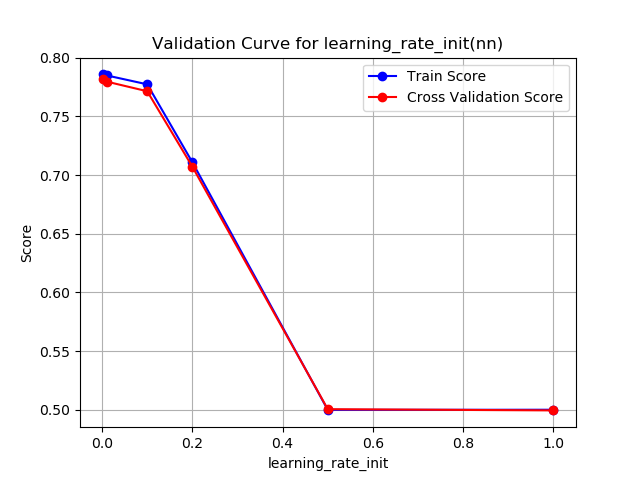 Validation Curve for learning_rate_init(nn)
Train Score
Cross Validation Score
Score
0.80
0.75
0.70
0.65
0.60
0.55
0.50
0.0 0.2 0.4 0.6 0.8 1.0
learning_rate_init